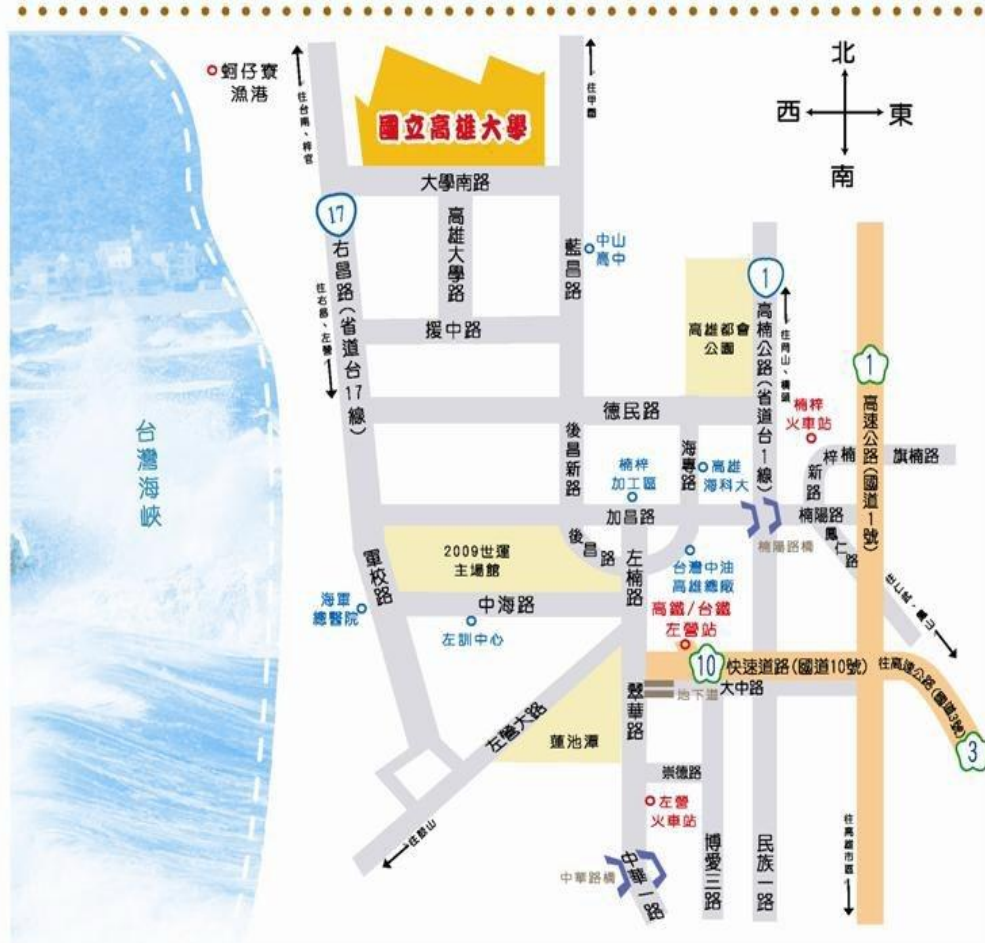 北
西
東
南
蚵仔寮
漁港
往台南、梓官
國立高雄大學
往甲圍
大學南路
17
右昌路(省道台17線)
高雄大學路
藍昌路
中山
高中
1
高楠公路(省道台1線)
往右昌、左營
援中路
高雄都會
公園
往岡山、橋頭
1
高速公路(國道1號)
德民路
楠梓
火車站
後昌新路
海專路
楠梓
加工區
高雄
海科大
梓楠
新路
旗楠路
台灣海峽
加昌路
楠陽路
楠陽路橋
鳳仁路
後昌路
左楠路
2009世運
主場館
軍校路
台灣中油
高雄總廠
往仁武、鳳山
海軍
總醫院
中海路
左訓中心
高鐵/台鐵
左營站
10
快速道路(國道10號)
往高速公路(國道3號)
3
大中路
地下道
翠華路
左營大路
蓮池潭
崇德路
左營
火車站
往鼓山
中華路橋
中華一路
博愛三路
民族一路
往高雄市區